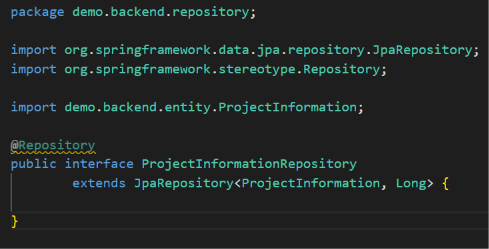 package demo.backend.repository;
import org.springframework.data.jpa.repository.JpaRepository;
import org.springframework.stereotype.Repository;
import demo.backend.entity.ProjectInformation;
@Repository
public interface ProjectInformationRepository
extends JpaRepository<ProjectInformation, Long> {
}